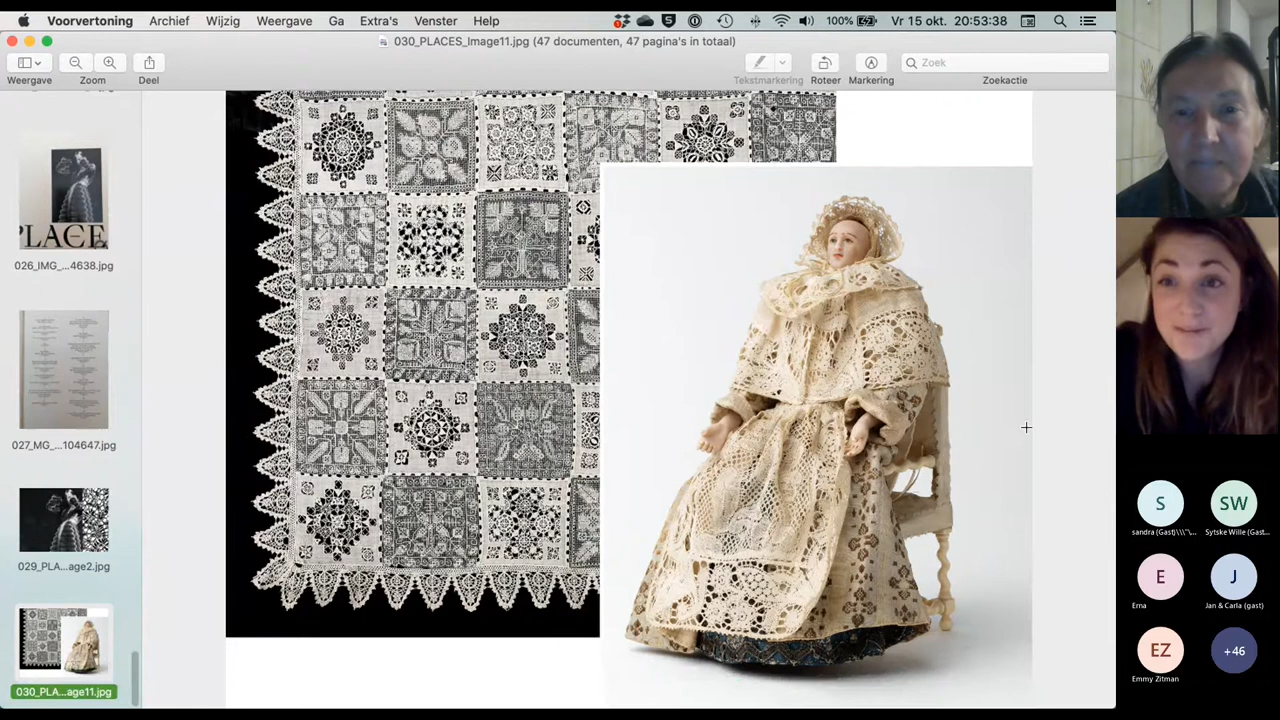 Voorvertoning Archief Wijzig Weergave Ga Extra's Venster Help 100% Vr 15 okt. 20:53:38
030_PLACES_Image11.jpg (47 documenten, 47 pagina's in totaal)
Weergave Zoom Deel Tekstmarkering Roteer Markering Zoek Zoekactie
PLACE
026_IMG_...4638.jpg
027_MG_...104647.jpg
029_PLA...age2.jpg
030_PLA...age11.jpg
S SW
sandra (Gast)\\\"\... Sytske Wille (Gast...
E J
Erna Jan & Carla (gast)
EZ +46
Emmy Zitman